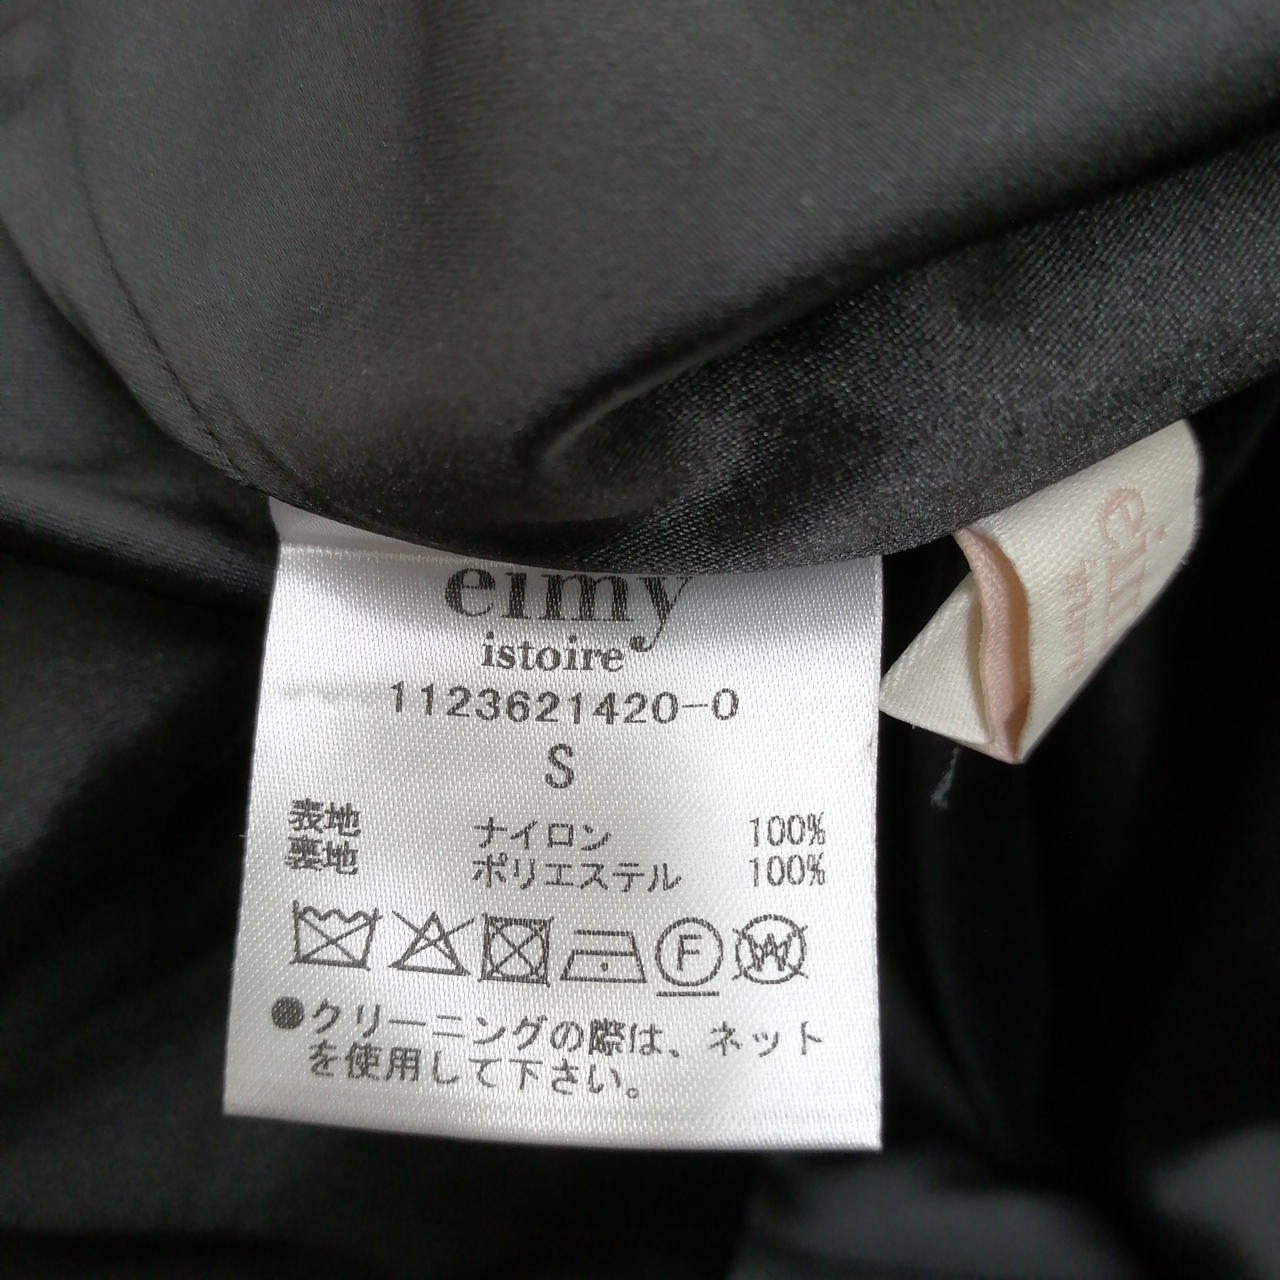 eimy
istoire
1123621420-0
S
表地 ナイロン 100%
裏地 ポリエステル 100%
F W
●クリーニングの際は、ネット
を使用して下さい。